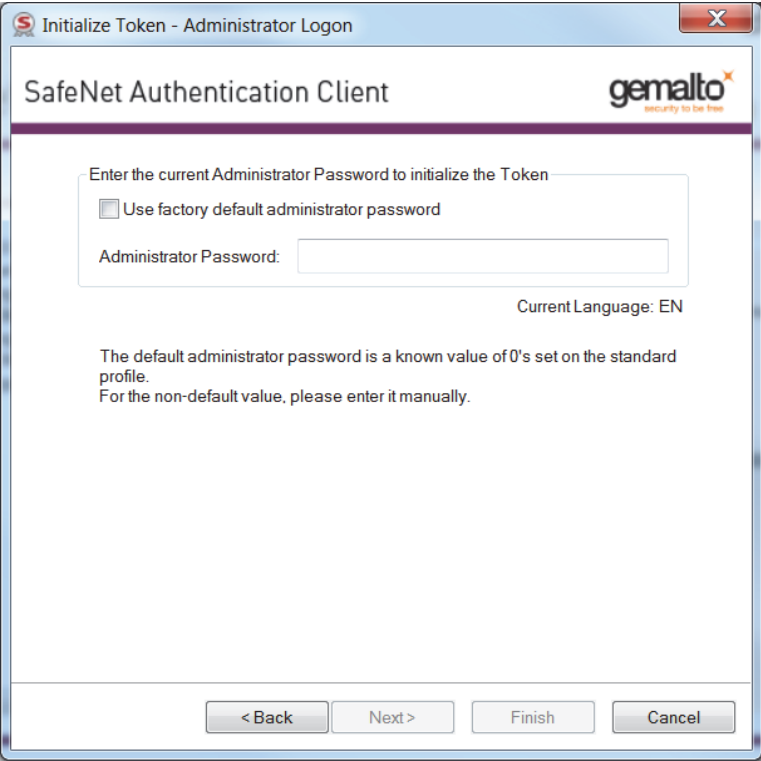 Initialize Token - Administrator Logon
SafeNet Authentication Client
gemalto
security to be free
Enter the current Administrator Password to initialize the Token
Use factory default administrator password
Administrator Password:
Current Language: EN
The default administrator password is a known value of 0's set on the standard
profile.
For the non-default value, please enter it manually.
< Back
Next >
Finish
Cancel